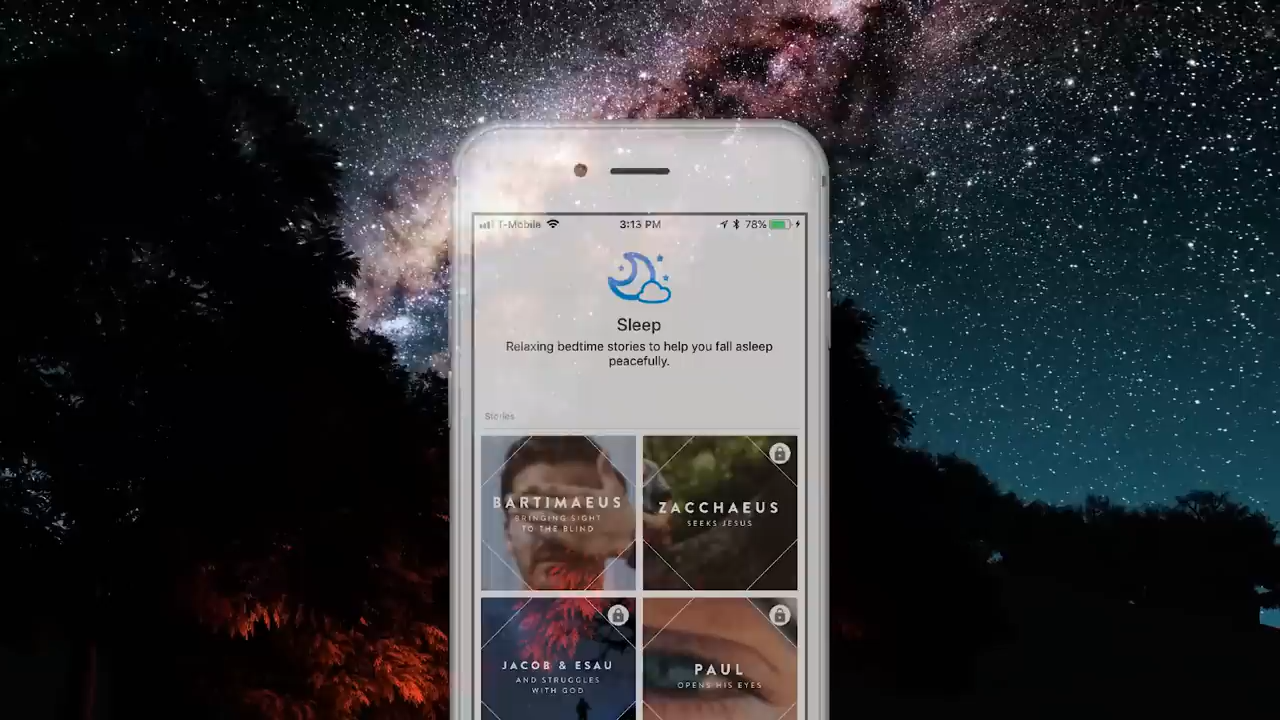 T-Mobile 3:13 PM 78%
Sleep
Relaxing bedtime stories to help you fall asleep
peacefully.
Stories
BARTIMAEUS
BRINGING SIGHT
TO THE BLIND
ZACCHAEUS
SEEKS JESUS
JACOB & ESAU
AND STRUGGLES
WITH GOD
PAUL
OPENS HIS EYES